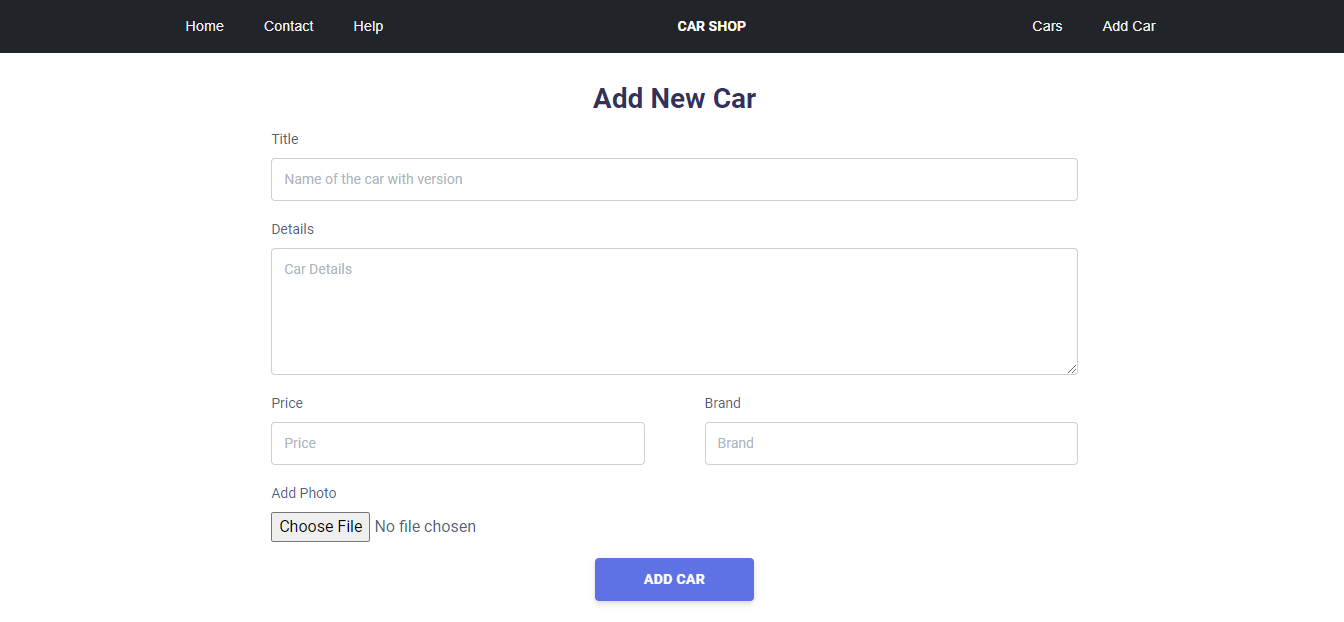 Home Contact Help CAR SHOP Cars Add Car
Add New Car
Title
Name of the car with version
Details
Car Details
Price Brand
Price Brand
Add Photo
Choose File No file chosen
ADD CAR